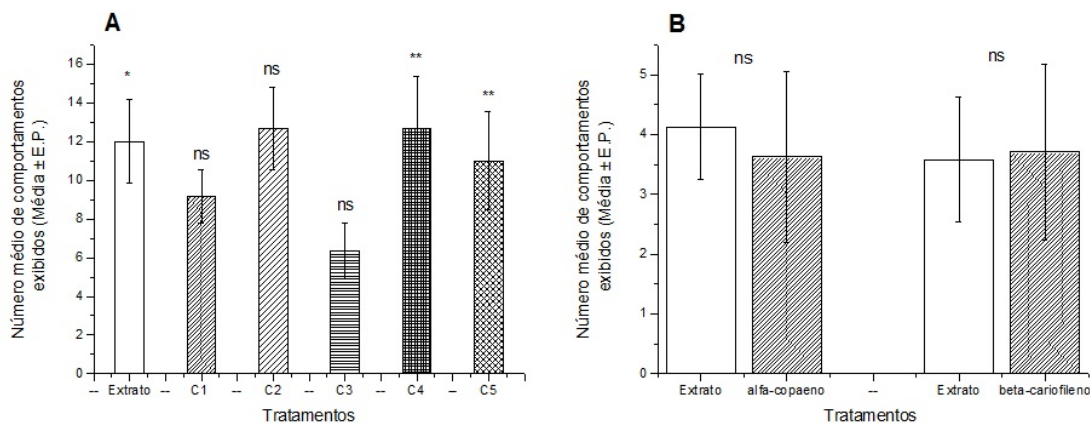 A
Número médio de comportamentos
exibidos (Média ± E.P.)
16
14
12
10
8
6
4
2
0
*
ns
ns
ns
**
**
-- Extrato -- C1 -- C2 -- C3 -- C4 -- C5
Tratamentos
B
Número médio de comportamentos
exibidos (Média ± E.P.)
5
4
3
2
1
0
ns
ns
Extrato alfa-copaeno -- Extrato beta-cariofileno
Tratamentos